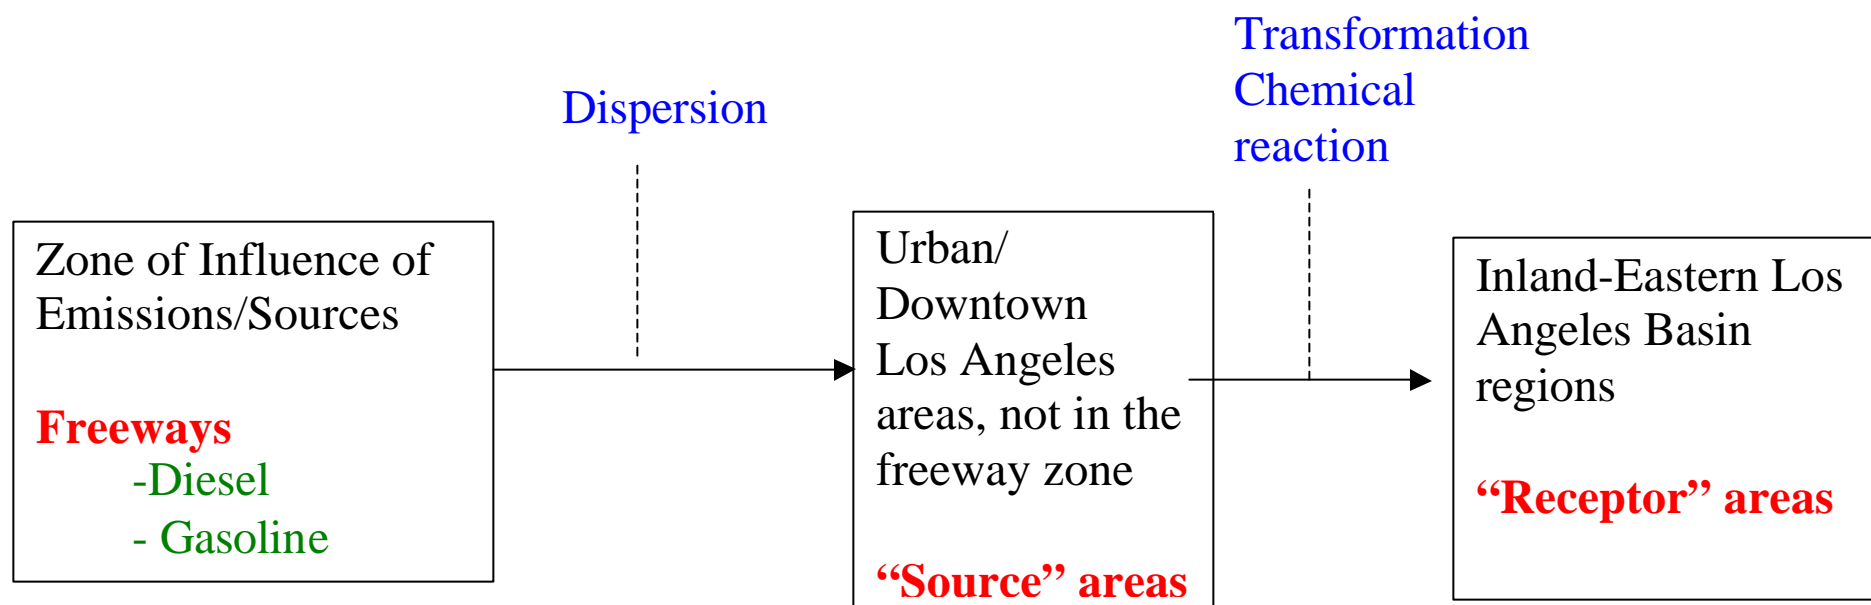 Transformation
Chemical
reaction
Dispersion
Zone of Influence of
Emissions/Sources
Freeways
-Diesel
- Gasoline
Urban/
Downtown
Los Angeles
areas, not in the
freeway zone
“Source” areas
Inland-Eastern Los
Angeles Basin
regions
“Receptor” areas